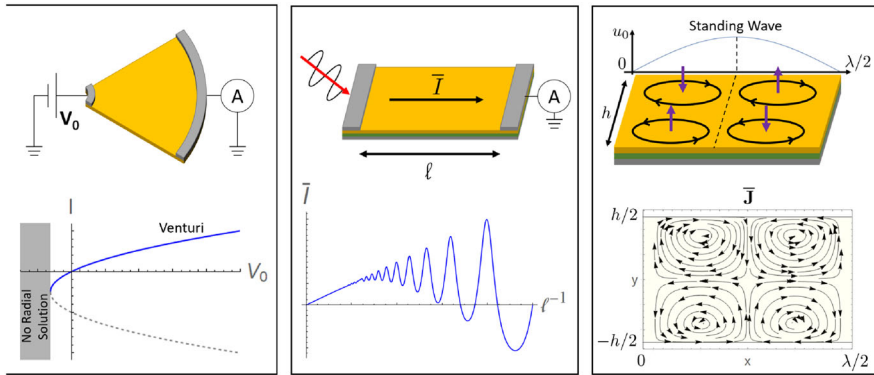 V₀
A
I
Venturi
V₀
No Radial
Solution
I̅
A
ℓ
I̅
ℓ⁻¹
Standing Wave
u₀
0
λ/2
h
J̅
h/2
y
−h/2
0
x
λ/2